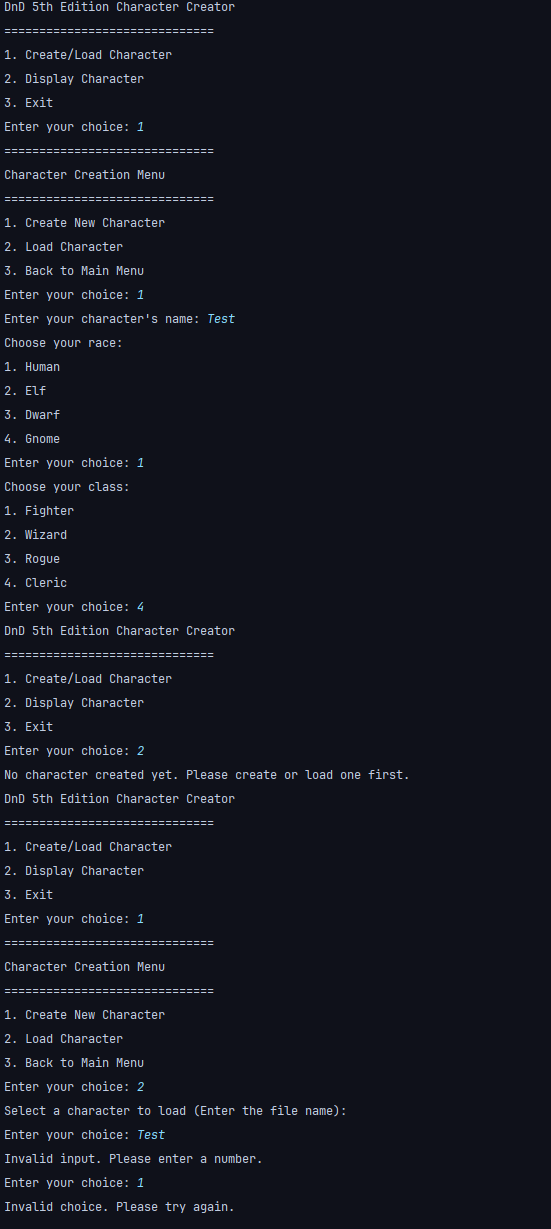 DnD 5th Edition Character Creator
==============================
1. Create/Load Character
2. Display Character
3. Exit
Enter your choice: 1
==============================
Character Creation Menu
==============================
1. Create New Character
2. Load Character
3. Back to Main Menu
Enter your choice: 1
Enter your character's name: Test
Choose your race:
1. Human
2. Elf
3. Dwarf
4. Gnome
Enter your choice: 1
Choose your class:
1. Fighter
2. Wizard
3. Rogue
4. Cleric
Enter your choice: 4
DnD 5th Edition Character Creator
==============================
1. Create/Load Character
2. Display Character
3. Exit
Enter your choice: 2
No character created yet. Please create or load one first.
DnD 5th Edition Character Creator
==============================
1. Create/Load Character
2. Display Character
3. Exit
Enter your choice: 1
==============================
Character Creation Menu
==============================
1. Create New Character
2. Load Character
3. Back to Main Menu
Enter your choice: 2
Select a character to load (Enter the file name):
Enter your choice: Test
Invalid input. Please enter a number.
Enter your choice: 1
Invalid choice. Please try again.